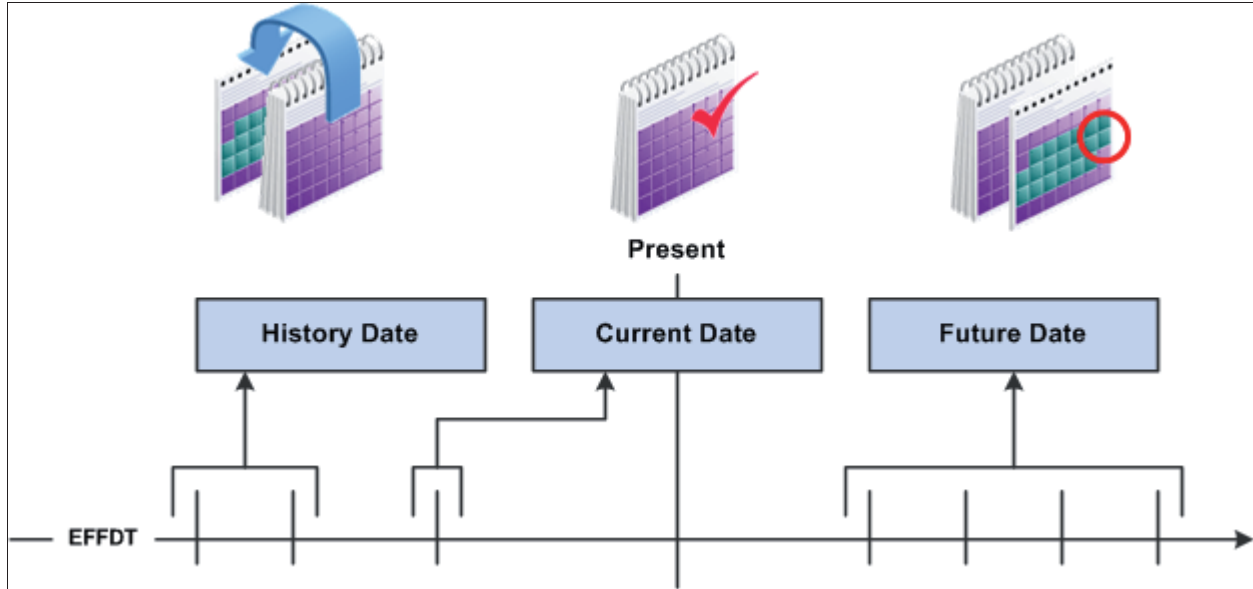 Present
History Date
Current Date
Future Date
EFFDT